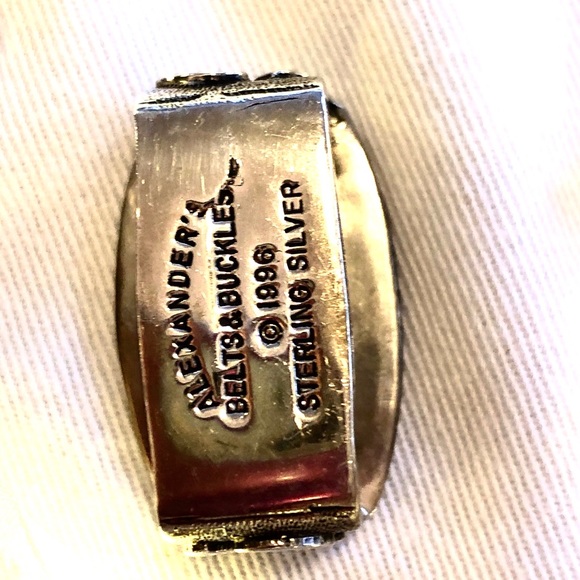 ALEXANDER'S
BELTS & BUCKLES
© 1996
STERLING SILVER